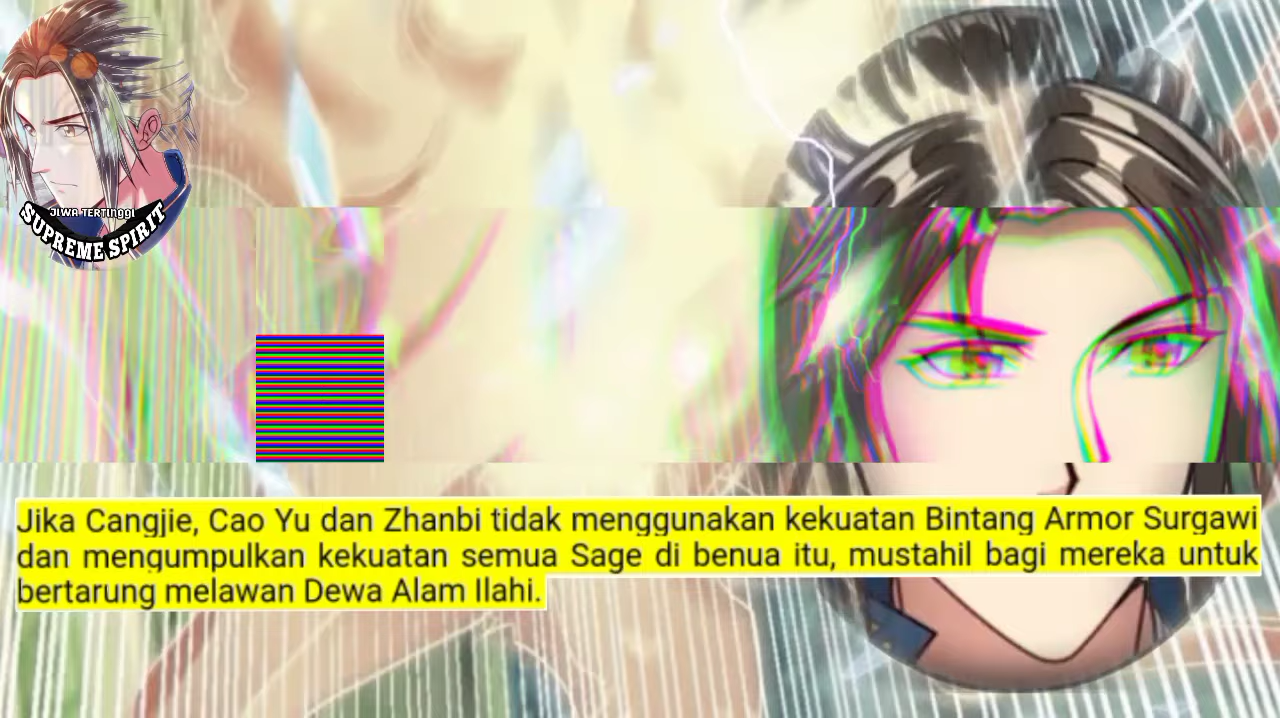 JIWA TERTINGGI
SUPREME SPIRIT
Jika Cangjie, Cao Yu dan Zhanbi tidak menggunakan kekuatan Bintang Armor Surgawi
dan mengumpulkan kekuatan semua Sage di benua itu, mustahil bagi mereka untuk
bertarung melawan Dewa Alam Ilahi.